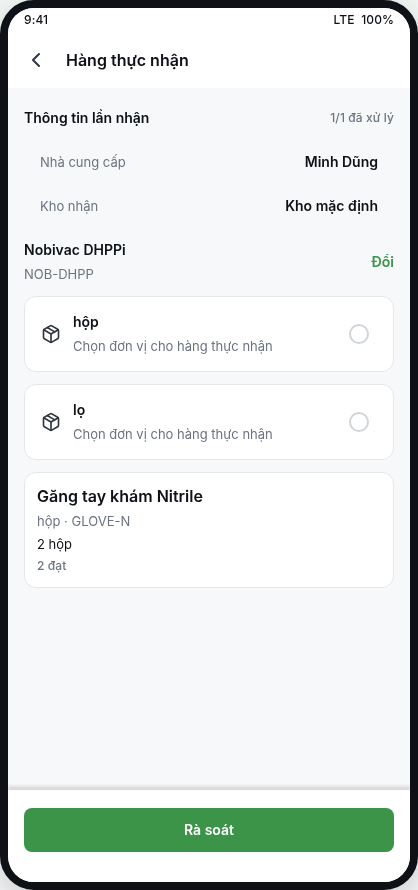 9:41
LTE 100%
Hàng thực nhận
Thông tin lần nhận
1/1 đã xử lý
Nhà cung cấp
Minh Dũng
Kho nhận
Kho mặc định
Nobivac DHPPi
NOB-DHPP
Đổi
hộp
Chọn đơn vị cho hàng thực nhận
lọ
Chọn đơn vị cho hàng thực nhận
Găng tay khám Nitrile
hộp · GLOVE-N
2 hộp
2 đạt
Rà soát